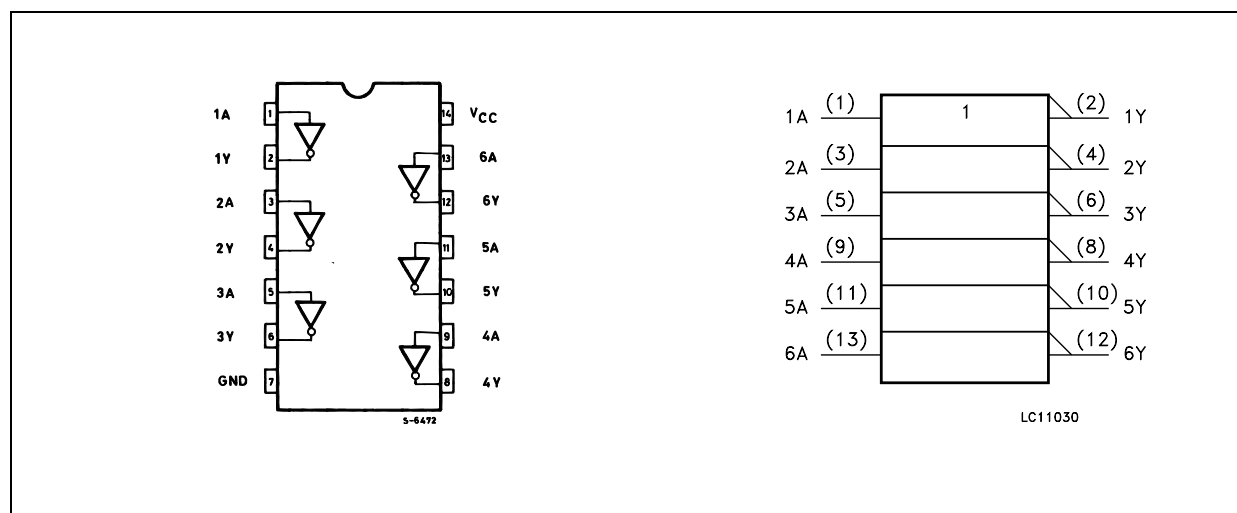 1A 1 14 VCC
1Y 2 13 6A
2A 3 12 6Y
2Y 4 11 5A
3A 5 10 5Y
3Y 6 9 4A
GND 7 8 4Y
S-6472
1A (1) 1 (2) 1Y
2A (3) (4) 2Y
3A (5) (6) 3Y
4A (9) (8) 4Y
5A (11) (10) 5Y
6A (13) (12) 6Y
LC11030